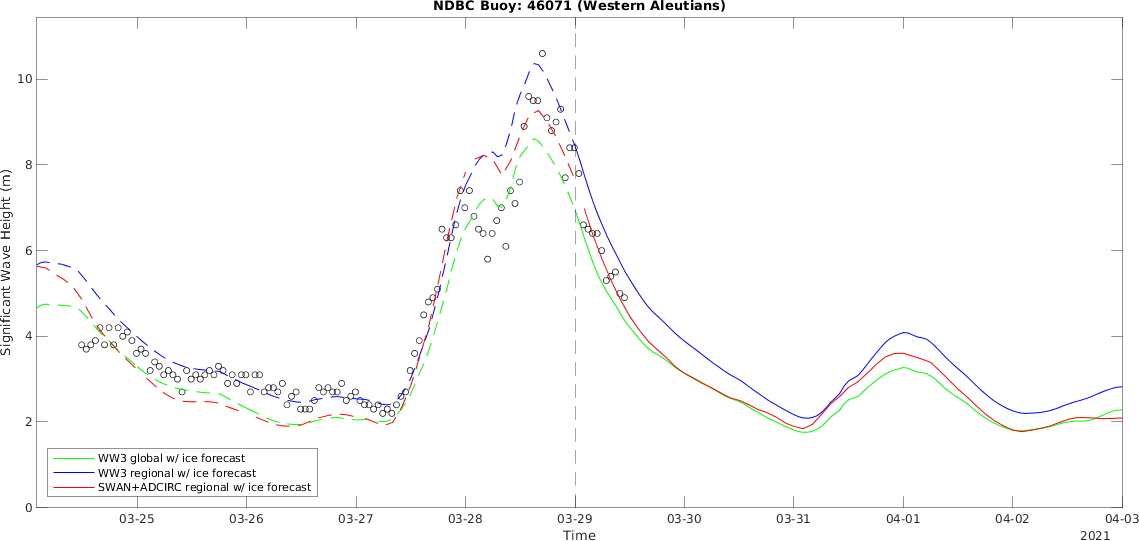 NDBC Buoy: 46071 (Western Aleutians)
Significant Wave Height (m)
10
8
6
4
2
0
WW3 global w/ ice forecast
WW3 regional w/ ice forecast
SWAN+ADCIRC regional w/ ice forecast
03-25 03-26 03-27 03-28 03-29 03-30 03-31 04-01 04-02 04-03
Time
2021